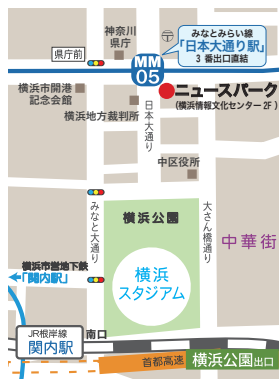 神奈川
県庁
県庁前
〒
みなとみらい線
「日本大通り駅」
3 番出口直結
MM
05
ニュースパーク
(横浜情報文化センター 2F )
横浜市開港
記念会館
横浜地方裁判所
日本大通り
中区役所
みなと大通り
横浜公園
大さん橋通り
中華街
横浜市営地下鉄
「関内駅」
横浜
スタジアム
JR根岸線
関内駅
南口
首都高速
横浜公園出口